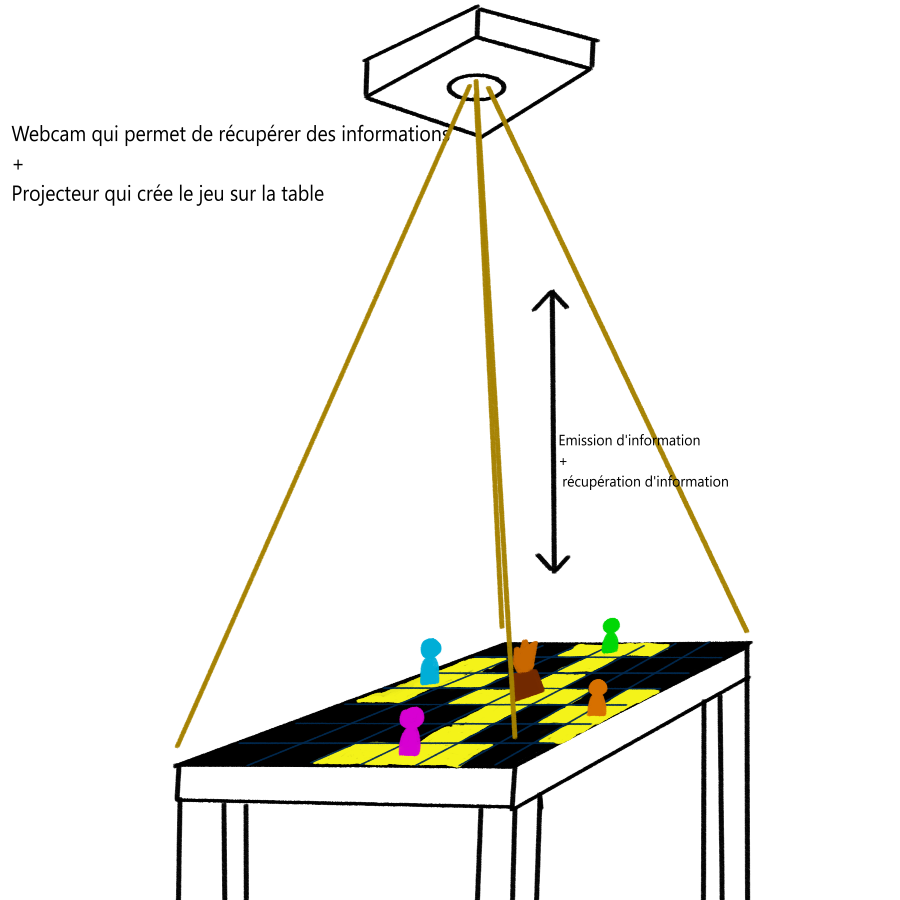 Webcam qui permet de récupérer des informations
+
Projecteur qui crée le jeu sur la table
Emission d'information
+
récupération d'information